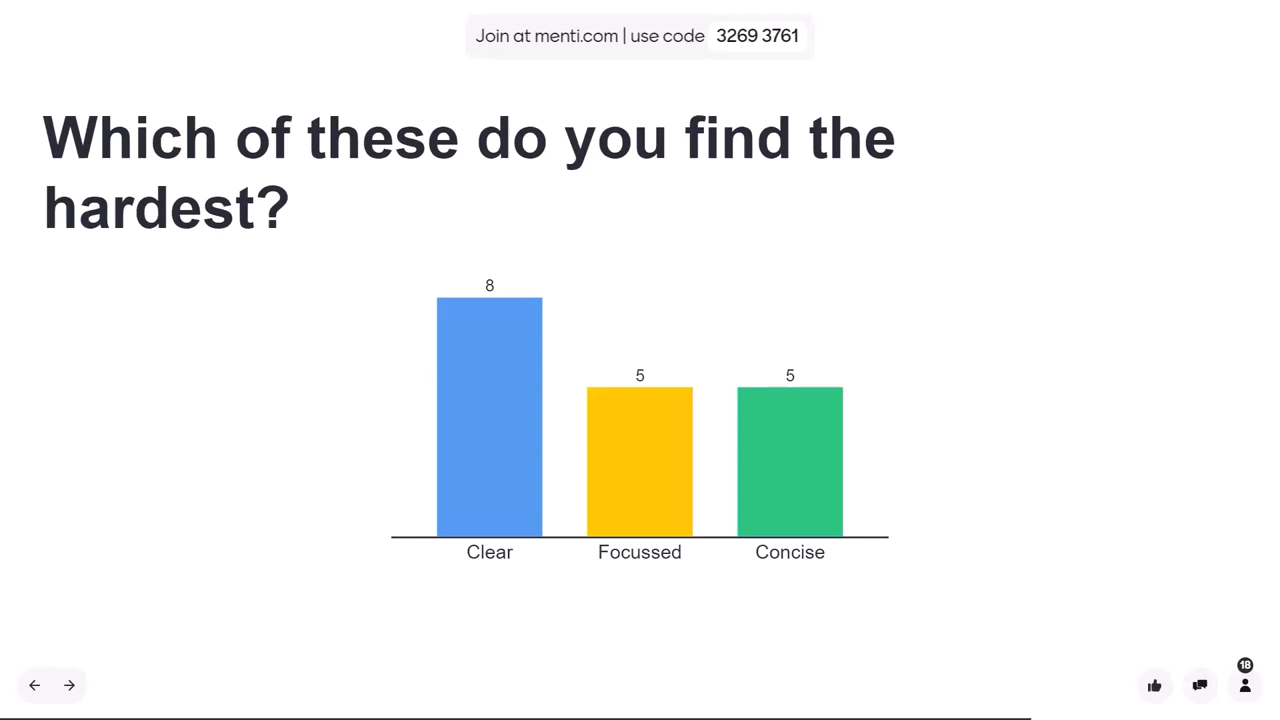 Join at menti.com | use code 3269 3761
Which of these do you find the
hardest?
8
5
5
Clear
Focussed
Concise
18